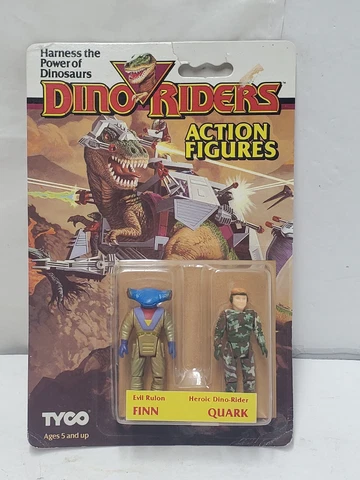 Harness the
Power of
Dinosaurs
DINO-RIDERS™
ACTION
FIGURES
Evil Rulon
FINN
Heroic Dino-Rider
QUARK
TYCO
Ages 5 and up